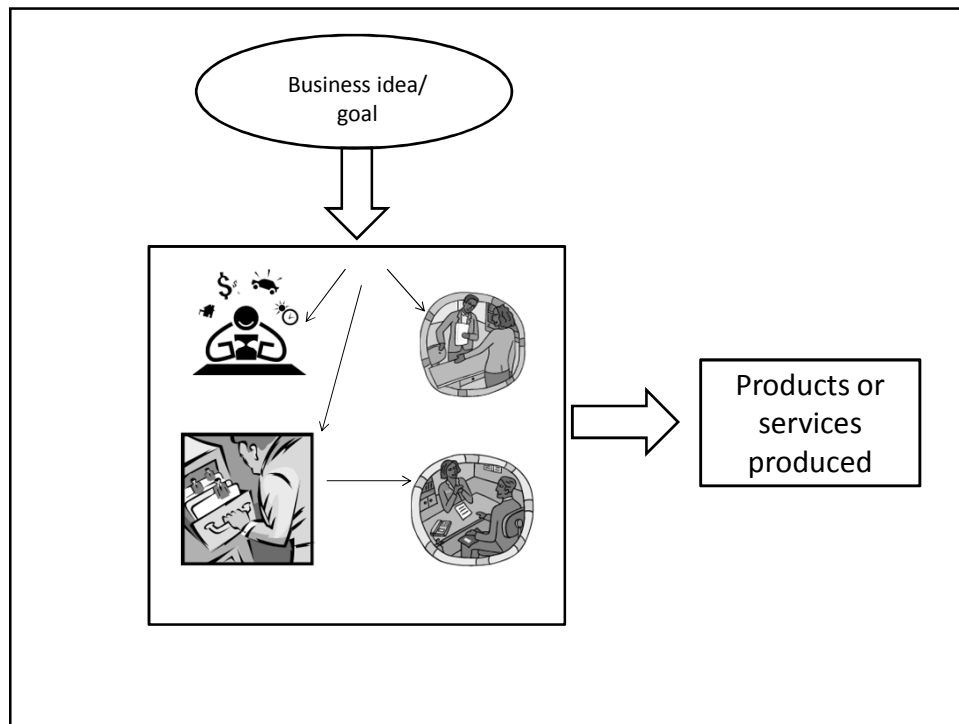 Business idea/
goal
$
$
Products or
services
produced